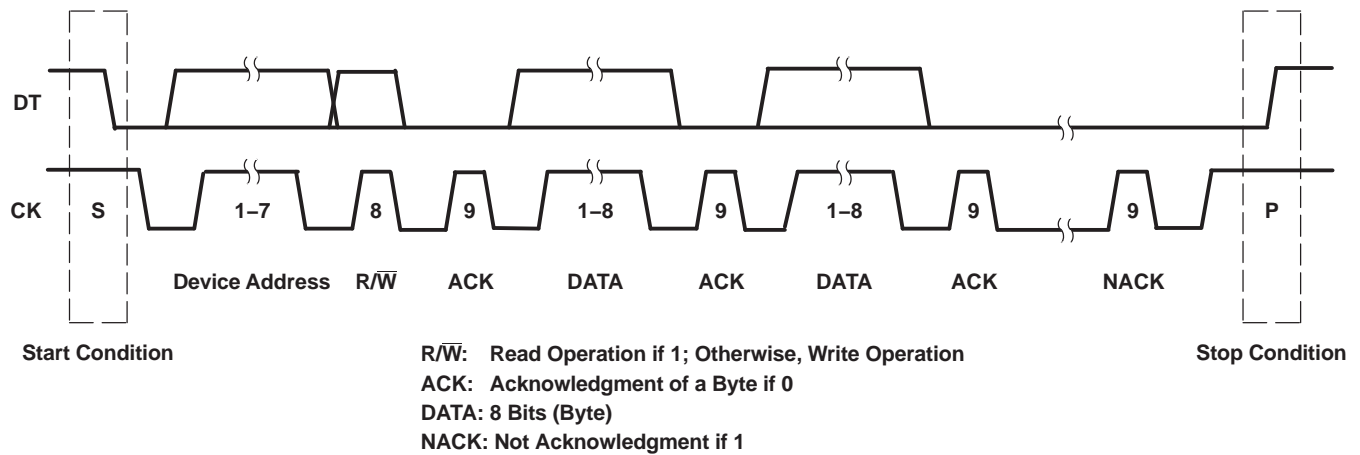 DT
CK S 1–7 8 9 1–8 9 1–8 9 9 P
Device Address R/W̅ ACK DATA ACK DATA ACK NACK
Start Condition
Stop Condition
R/W̅: Read Operation if 1; Otherwise, Write Operation
ACK: Acknowledgment of a Byte if 0
DATA: 8 Bits (Byte)
NACK: Not Acknowledgment if 1